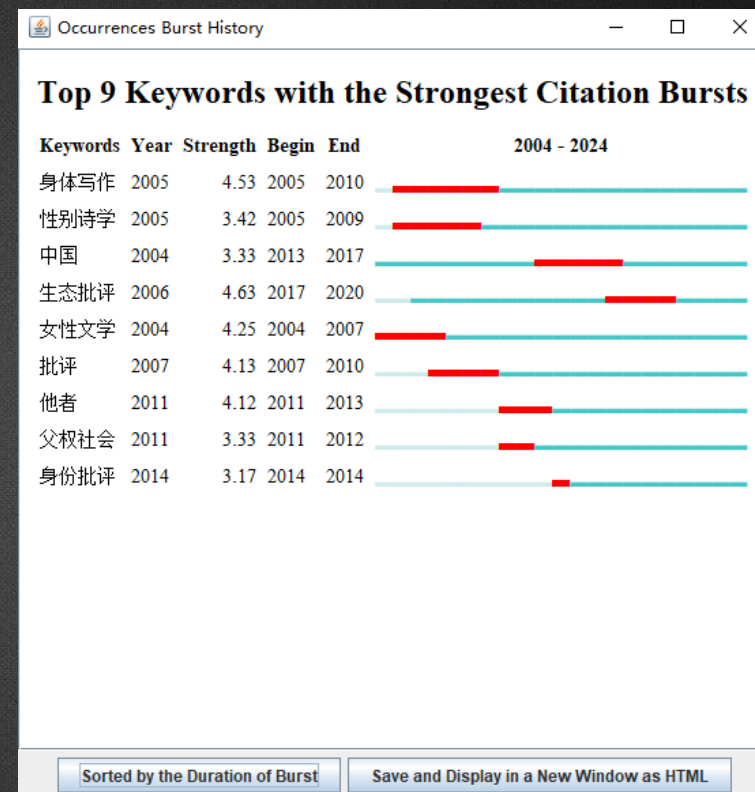 Occurrences Burst History
Top 9 Keywords with the Strongest Citation Bursts
Keywords Year Strength Begin End 2004 - 2024
身体写作 2005 4.53 2005 2010
性别诗学 2005 3.42 2005 2009
中国 2004 3.33 2013 2017
生态批评 2006 4.63 2017 2020
女性文学 2004 4.25 2004 2007
批评 2007 4.13 2007 2010
他者 2011 4.12 2011 2013
父权社会 2011 3.33 2011 2012
身份批评 2014 3.17 2014 2014
Sorted by the Duration of Burst Save and Display in a New Window as HTML